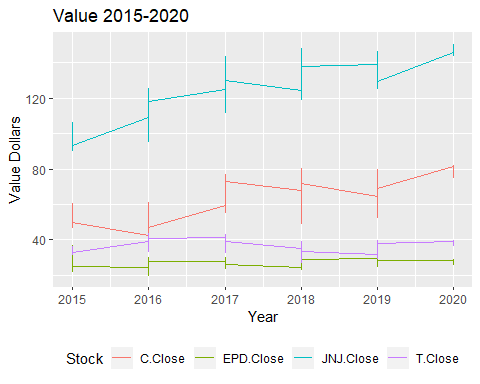 Value 2015-2020
Value Dollars
120
80
40
2015 2016 2017 2018 2019 2020
Year
Stock C.Close EPD.Close JNJ.Close T.Close